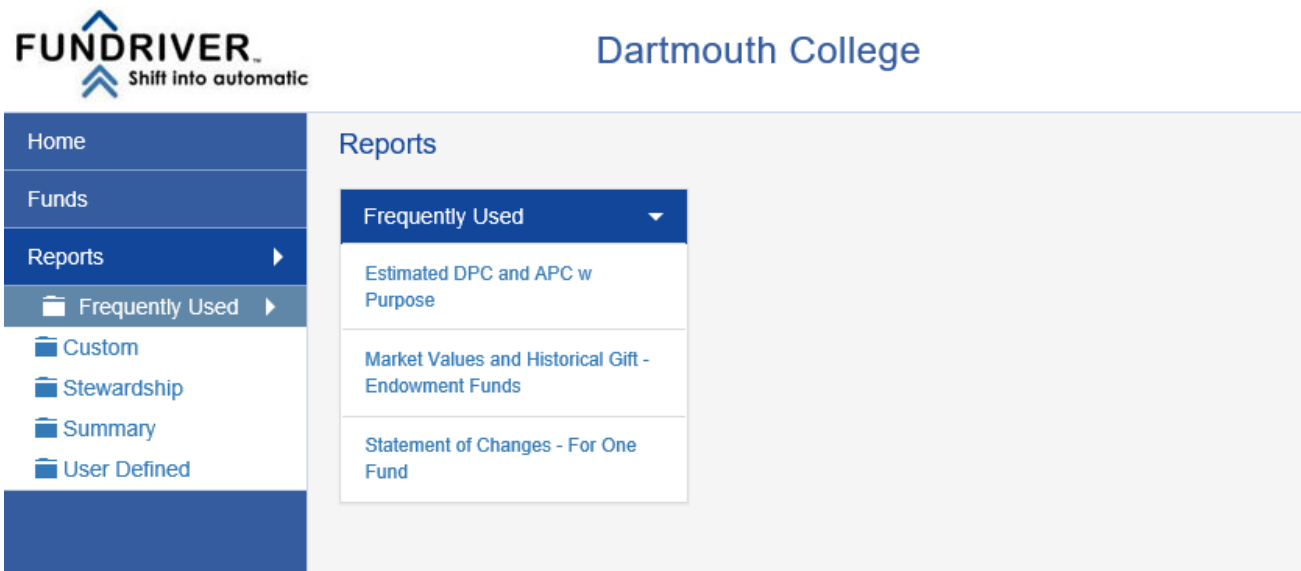 FUNDRIVER™
Shift into automatic
Dartmouth College
Home
Funds
Reports
Frequently Used
Custom
Stewardship
Summary
User Defined
Reports
Frequently Used
Estimated DPC and APC w
Purpose
Market Values and Historical Gift -
Endowment Funds
Statement of Changes - For One
Fund